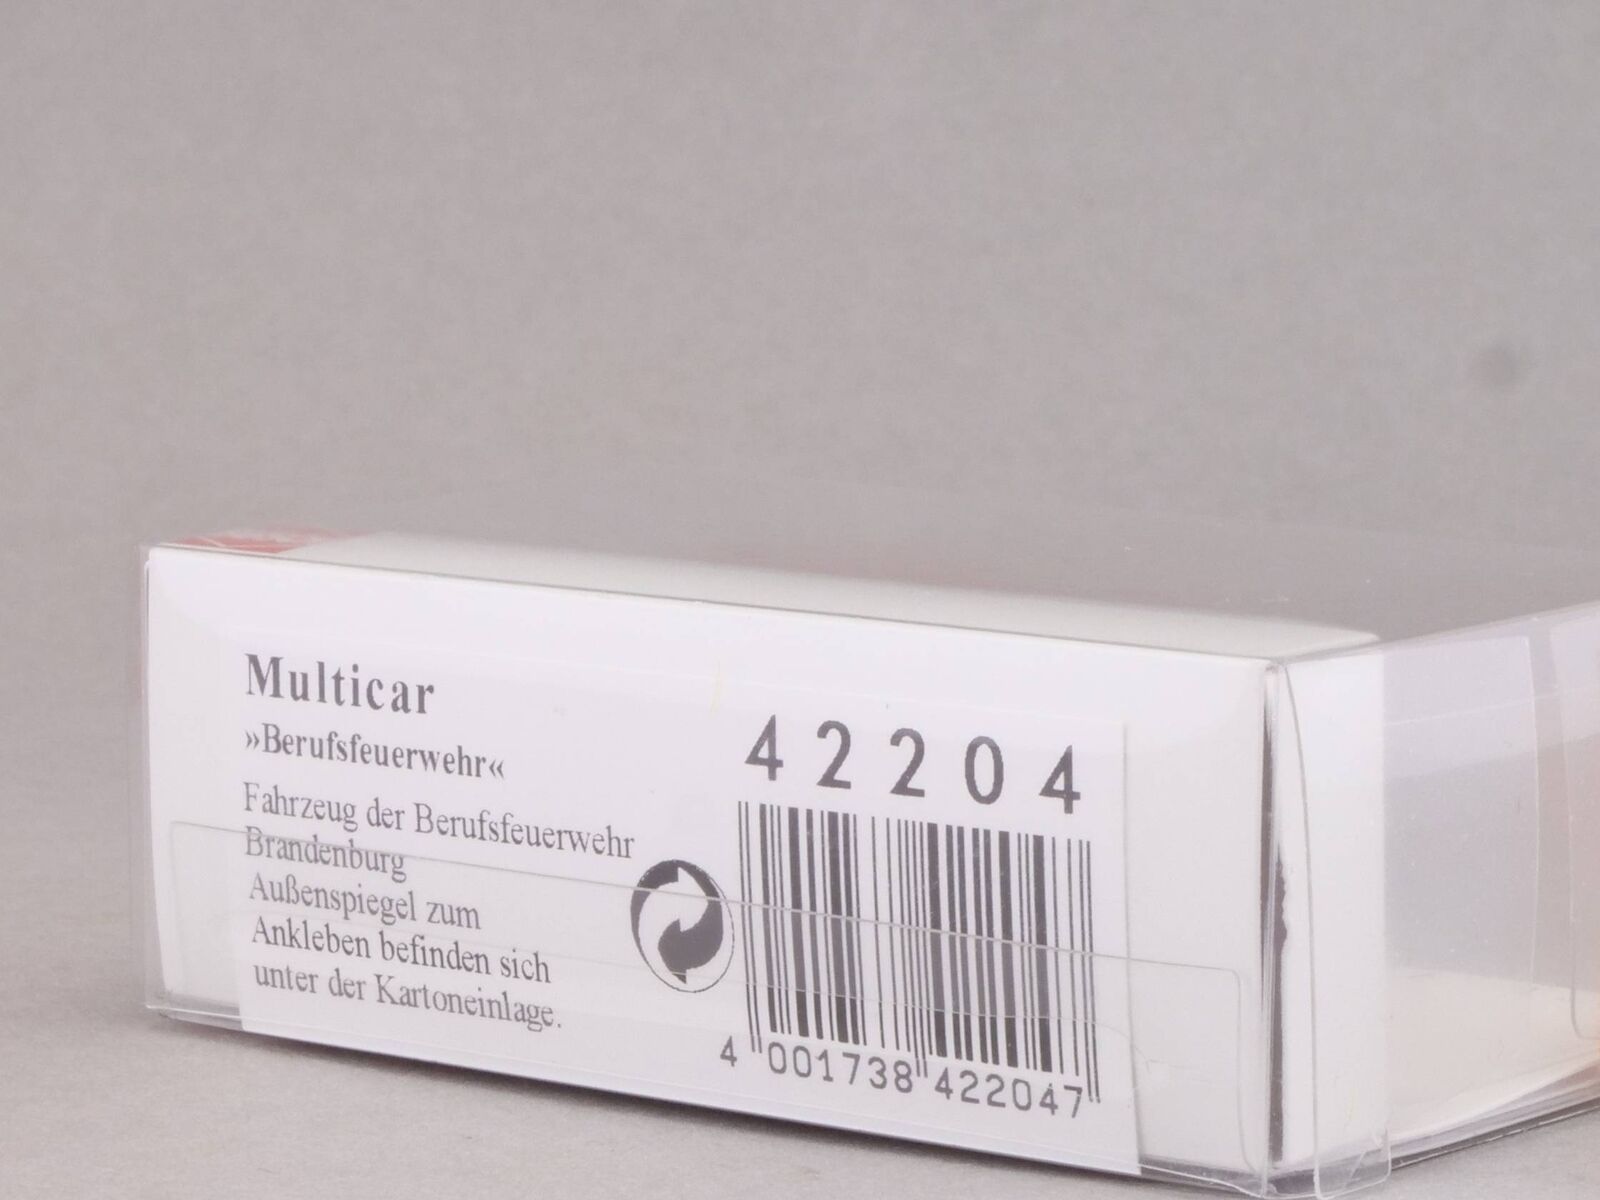 Multicar
»Berufsfeuerwehr«
Fahrzeug der Berufsfeuerwehr
Brandenburg
Außenspiegel zum
Ankleben befinden sich
unter der Kartoneinlage.
42204
4 001738 422047